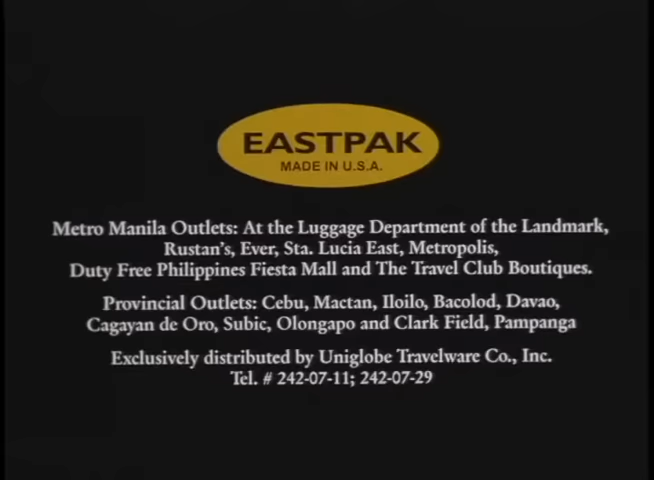 EASTPAK
MADE IN U.S.A.
Metro Manila Outlets: At the Luggage Department of the Landmark,
Rustan's, Ever, Sta. Lucia East, Metropolis,
Duty Free Philippines Fiesta Mall and The Travel Club Boutiques.
Provincial Outlets: Cebu, Mactan, Iloilo, Bacolod, Davao,
Cagayan de Oro, Subic, Olongapo and Clark Field, Pampanga
Exclusively distributed by Uniglobe Travelware Co., Inc.
Tel. # 242-07-11; 242-07-29